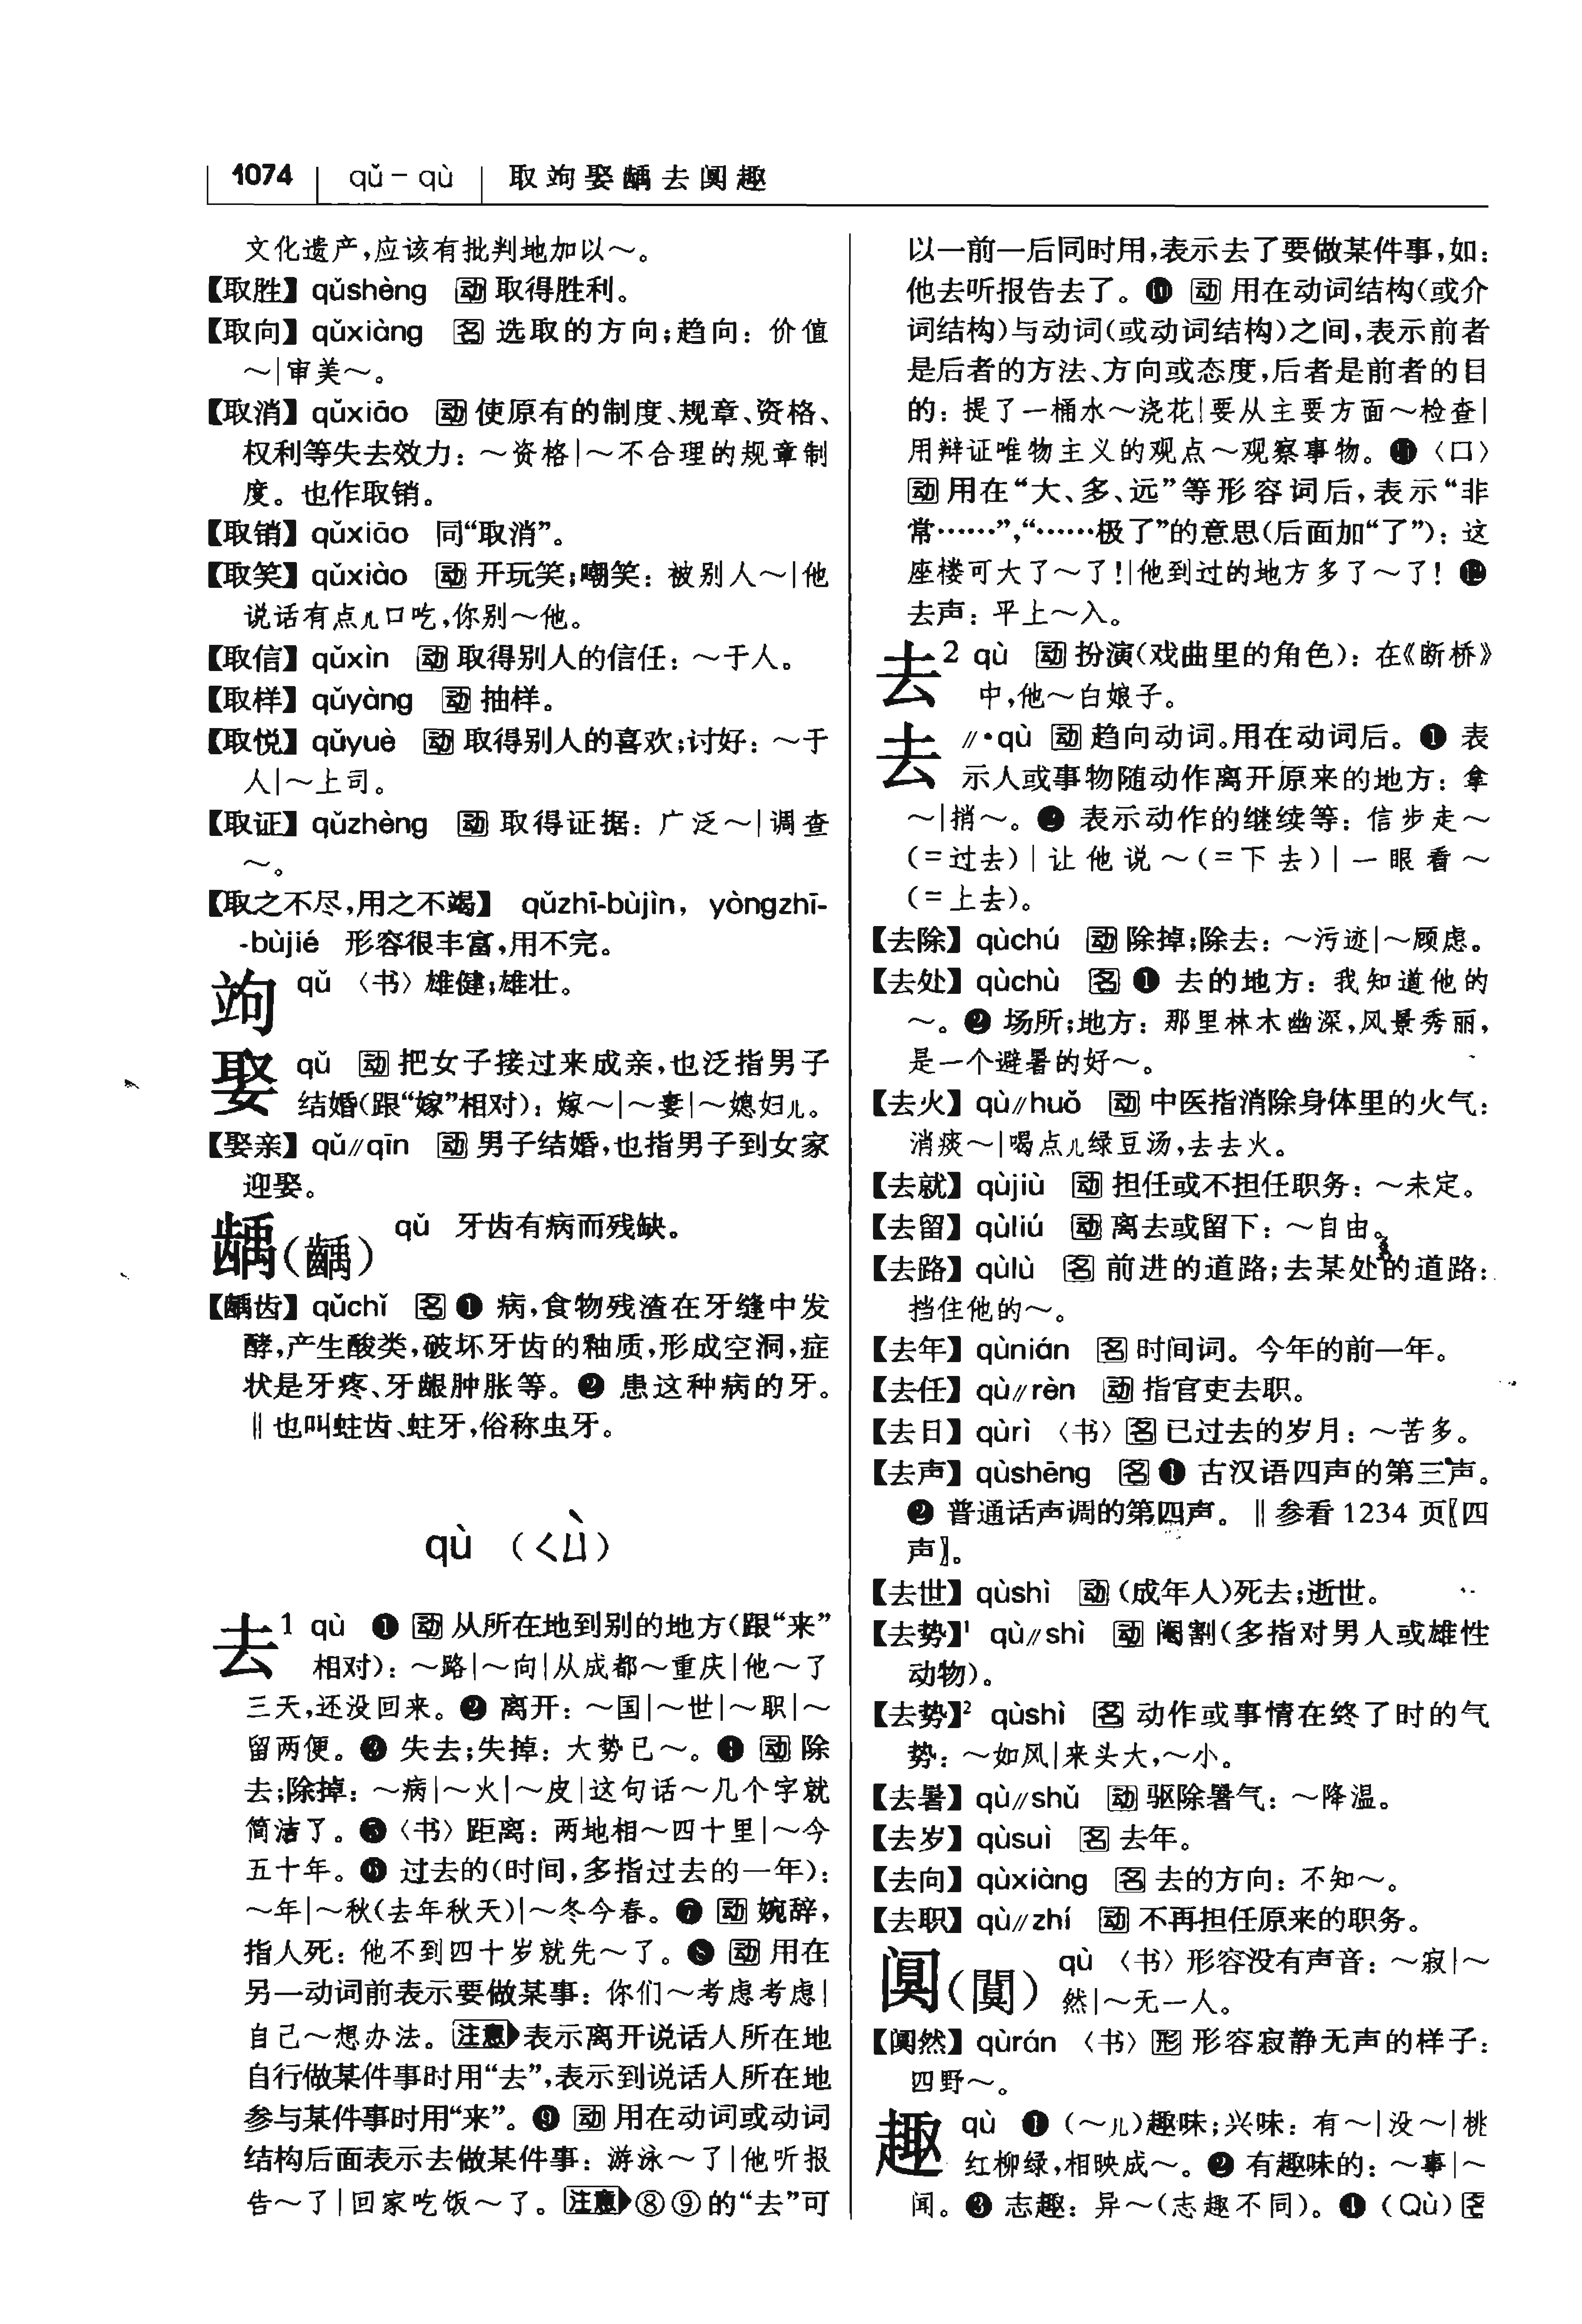 1074 qǔ－qù 取竘娶龋去阒趣
文化遗产,应该有批判地加以～。
【取胜】qǔshèng 动 取得胜利。
【取向】qǔxiàng 名 选取的方向;趋向：价值
～|审美～。
【取消】qǔxiāo 动 使原有的制度、规章、资格、
权利等失去效力：～资格|～不合理的规章制
度。也作取销。
【取销】qǔxiāo 同“取消”。
【取笑】qǔxiào 动 开玩笑;嘲笑：被别人～|他
说话有点儿口吃,你别～他。
【取信】qǔxìn 动 取得别人的信任：～于人。
【取样】qǔyàng 动 抽样。
【取悦】qǔyuè 动 取得别人的喜欢;讨好：～于
人|～上司。
【取证】qǔzhèng 动 取得证据：广泛～|调查
～。
【取之不尽,用之不竭】 qǔzhī-bùjìn, yòngzhī-
-bùjié 形容很丰富,用不完。
竘 qǔ 〈书〉雄健;雄壮。
娶 qǔ 动 把女子接过来成亲,也泛指男子
结婚(跟“嫁”相对)：嫁～|～妻|～媳妇儿。
【娶亲】qǔ∥qīn 动 男子结婚,也指男子到女家
迎娶。
龋(齲) qǔ 牙齿有病而残缺。
【龋齿】qǔchǐ 名 ❶ 病,食物残渣在牙缝中发
酵,产生酸类,破坏牙齿的釉质,形成空洞,症
状是牙疼、牙龈肿胀等。❷ 患这种病的牙。
‖也叫蛀齿、蛀牙,俗称虫牙。
qù （ㄑㄩˋ）
去¹ qù ❶ 动 从所在地到别的地方(跟“来”
相对)：～路|～向|从成都～重庆|他～了
三天,还没回来。❷ 离开：～国|～世|～职|～
留两便。❸ 失去;失掉：大势已～。❹ 动 除
去;除掉：～病|～火|～皮|这句话～几个字就
简洁了。❺〈书〉距离：两地相～四十里|～今
五十年。❻ 过去的(时间,多指过去的一年)：
～年|～秋(去年秋天)|～冬今春。❼ 动 婉辞,
指人死：他不到四十岁就先～了。❽ 动 用在
另一动词前表示要做某事：你们～考虑考虑|
自己～想办法。注意 表示离开说话人所在地
自行做某件事时用“去”,表示到说话人所在地
参与某件事时用“来”。❾ 动 用在动词或动词
结构后面表示去做某件事：游泳～了|他听报
告～了|回家吃饭～了。注意 ⑧⑨的“去”可
以一前一后同时用,表示去了要做某件事,如：
他去听报告去了。❿ 动 用在动词结构(或介
词结构)与动词(或动词结构)之间,表示前者
是后者的方法、方向或态度,后者是前者的目
的：提了一桶水～浇花|要从主要方面～检查|
用辩证唯物主义的观点～观察事物。⓫〈口〉
动 用在“大、多、远”等形容词后,表示“非
常……”,“……极了”的意思(后面加“了”)：这
座楼可大了～了!|他到过的地方多了～了! ⓬
去声：平上～入。
去² qù 动 扮演(戏曲里的角色)：在《断桥》
中,他～白娘子。
去 ∥•qù 动 趋向动词。用在动词后。❶ 表
示人或事物随动作离开原来的地方：拿
～|捎～。❷ 表示动作的继续等：信步走～
(=过去)|让他说～(=下去)|一眼看～
(=上去)。
【去除】qùchú 动 除掉;除去：～污迹|～顾虑。
【去处】qùchù 名 ❶ 去的地方：我知道他的
～。❷ 场所;地方：那里林木幽深,风景秀丽,
是一个避暑的好～。
【去火】qù∥huǒ 动 中医指消除身体里的火气：
消痰～|喝点儿绿豆汤,去去火。
【去就】qùjiù 动 担任或不担任职务：～未定。
【去留】qùliú 动 离去或留下：～自由。
【去路】qùlù 名 前进的道路;去某处的道路：
挡住他的～。
【去年】qùnián 名 时间词。今年的前一年。
【去任】qù∥rèn 动 指官吏去职。
【去日】qùrì 〈书〉名 已过去的岁月：～苦多。
【去声】qùshēng 名 ❶ 古汉语四声的第三声。
❷ 普通话声调的第四声。‖参看 1234 页〖四
声〗。
【去世】qùshì 动 (成年人)死去;逝世。
【去势】¹ qù∥shì 动 阉割(多指对男人或雄性
动物)。
【去势】² qùshì 名 动作或事情在终了时的气
势：～如风|来头大,～小。
【去暑】qù∥shǔ 动 驱除暑气：～降温。
【去岁】qùsuì 名 去年。
【去向】qùxiàng 名 去的方向：不知～。
【去职】qù∥zhí 动 不再担任原来的职务。
阒(闃) qù 〈书〉形容没有声音：～寂|～
然|～无一人。
【阒然】qùrán 〈书〉形 形容寂静无声的样子：
四野～。
趣 qù ❶ (～儿)趣味;兴味：有～|没～|桃
红柳绿,相映成～。❷ 有趣味的：～事|～
闻。❸ 志趣：异～(志趣不同)。❹ (Qù) 名